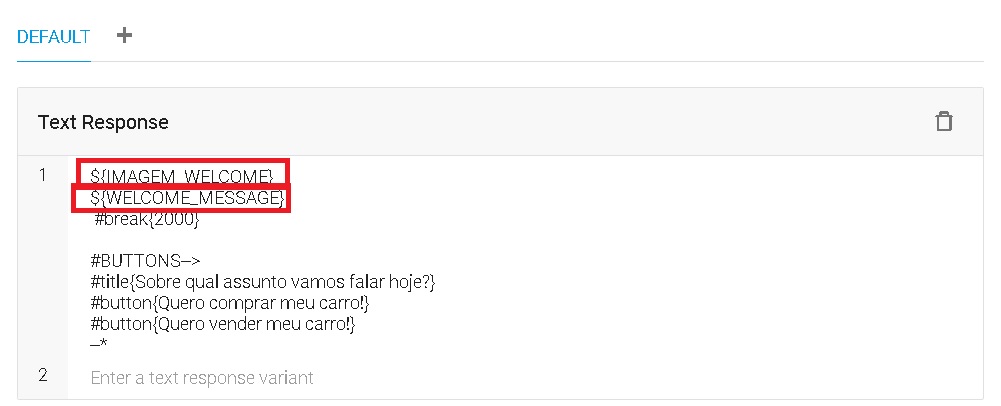 DEFAULT +
Text Response
1 ${IMAGEM_WELCOME}
${WELCOME_MESSAGE}
#break{2000}
#BUTTONS-->
#title{Sobre qual assunto vamos falar hoje?}
#button{Quero comprar meu carro!}
#button{Quero vender meu carro!}
--*
2 Enter a text response variant